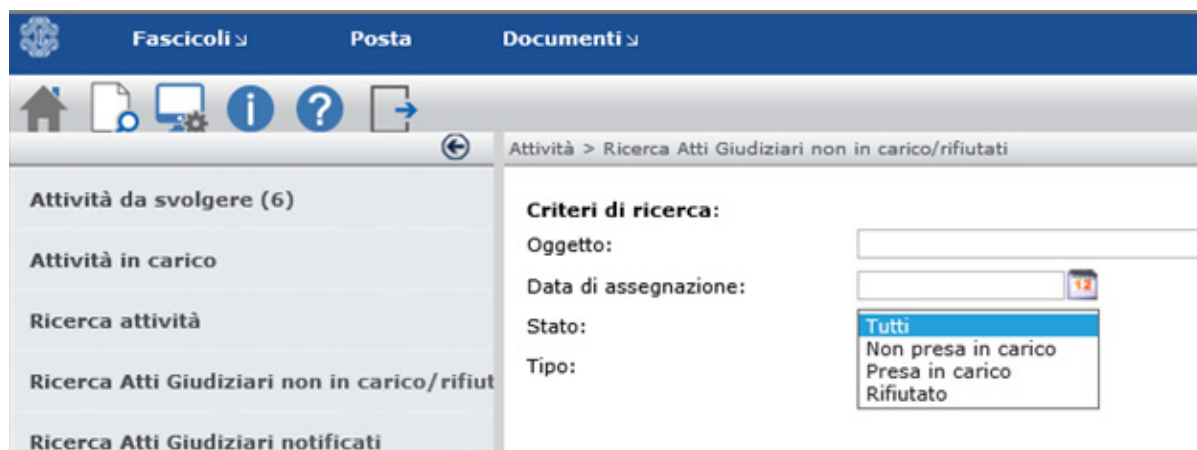 Fascicoli Posta Documenti
Attività > Ricerca Atti Giudiziari non in carico/rifiutati
Attività da svolgere (6)
Attività in carico
Ricerca attività
Ricerca Atti Giudiziari non in carico/rifiut
Ricerca Atti Giudiziari notificati
Criteri di ricerca:
Oggetto:
Data di assegnazione:
12
Stato:
Tutti
Non presa in carico
Presa in carico
Rifiutato
Tipo: